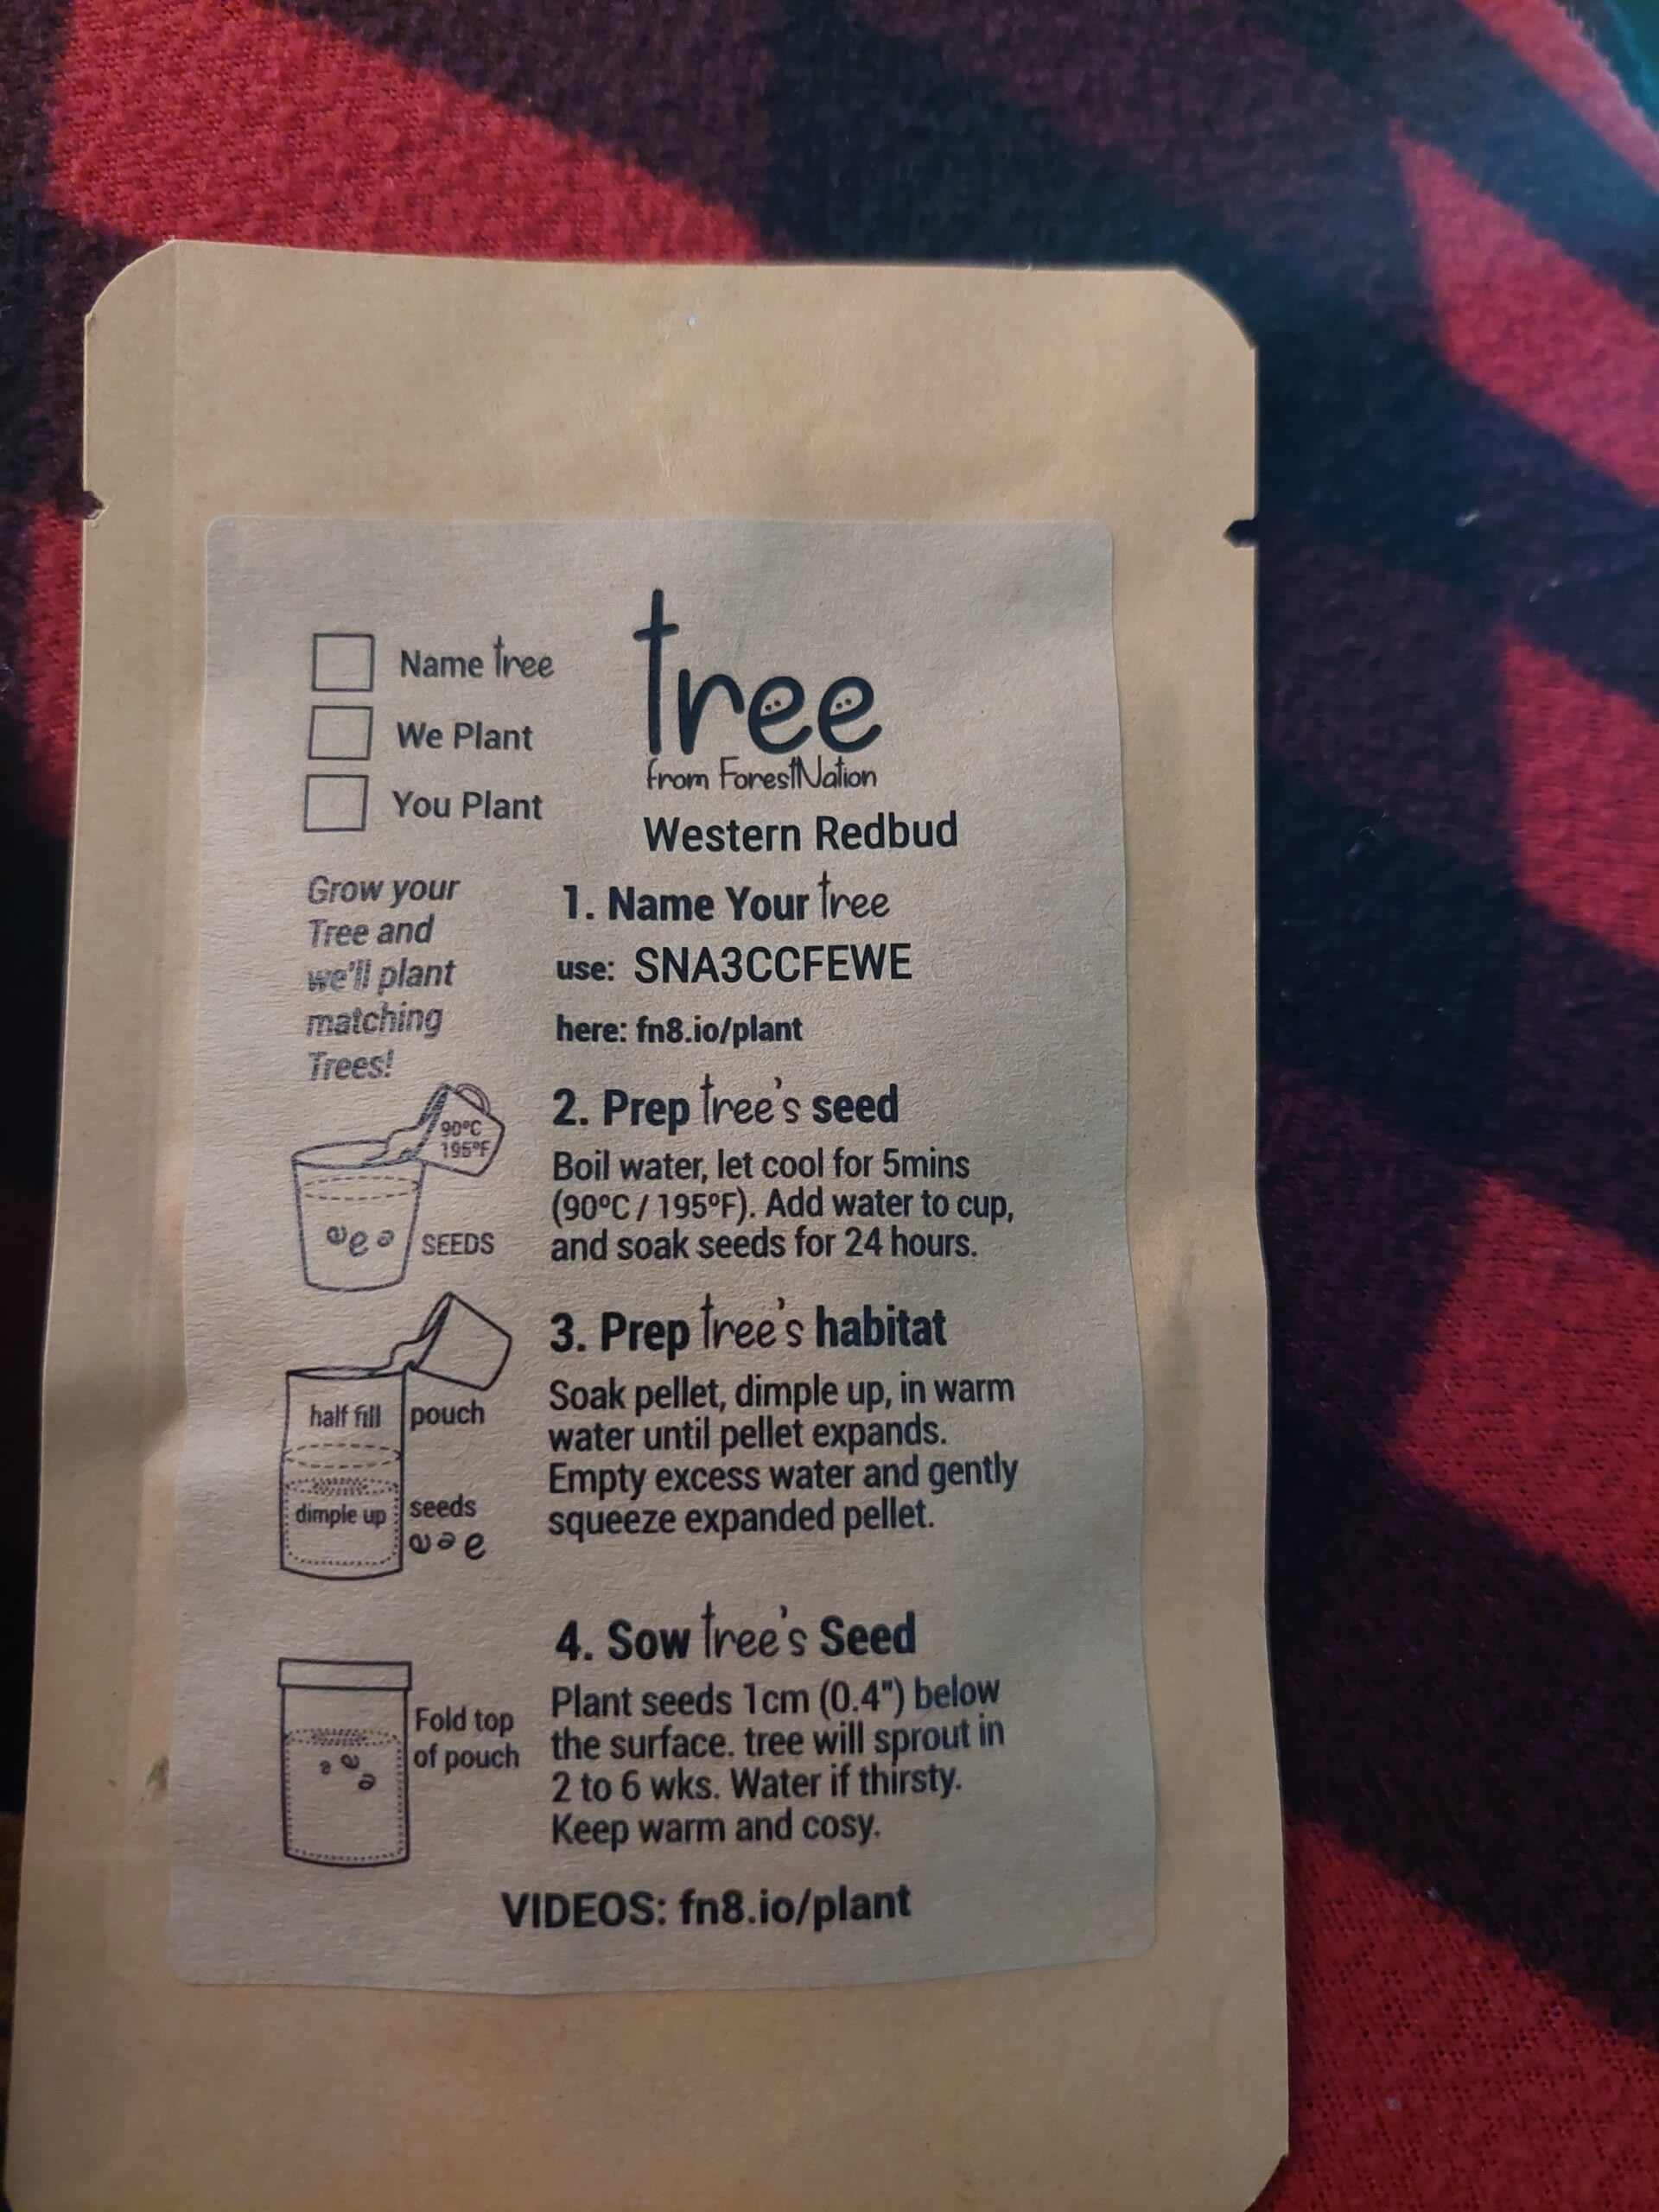 Name tree
We Plant
You Plant
tree
from ForestNation
Western Redbud
Grow your
Tree and
we'll plant
matching
Trees!
1. Name Your tree
use: SNA3CCFEWE
here: fn8.io/plant
90ºC
195ºF
SEEDS
2. Prep tree's seed
Boil water, let cool for 5mins
(90ºC / 195ºF). Add water to cup,
and soak seeds for 24 hours.
half fill
pouch
dimple up
seeds
3. Prep tree's habitat
Soak pellet, dimple up, in warm
water until pellet expands.
Empty excess water and gently
squeeze expanded pellet.
Fold top
of pouch
4. Sow tree's Seed
Plant seeds 1cm (0.4") below
the surface. tree will sprout in
2 to 6 wks. Water if thirsty.
Keep warm and cosy.
VIDEOS: fn8.io/plant